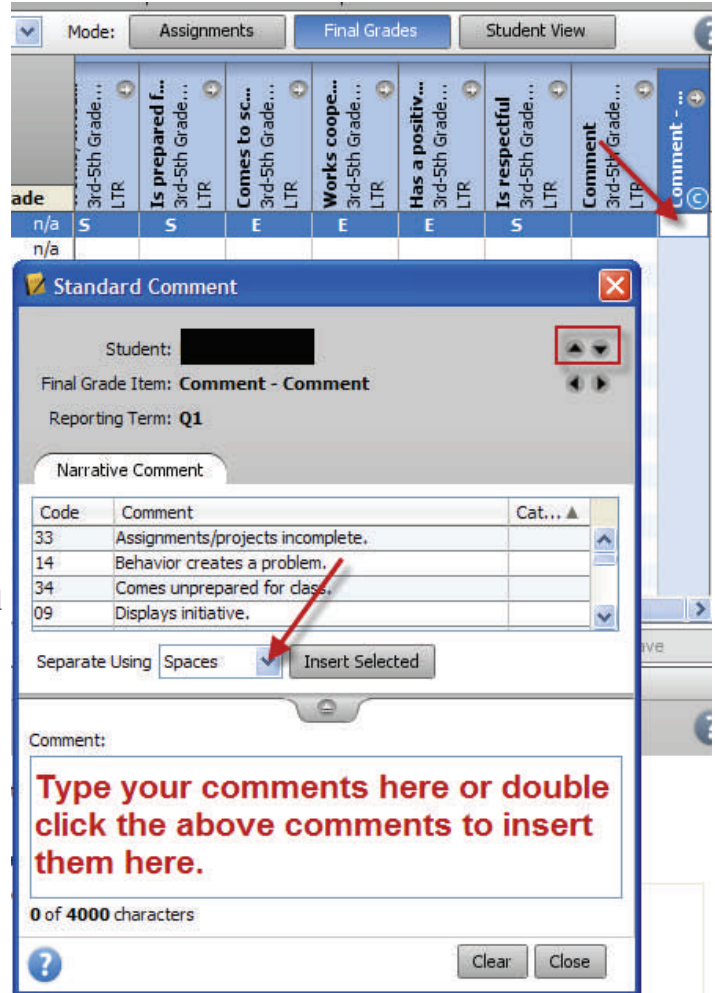 Mode: Assignments Final Grades Student View
3rd-5th Grade...
LTR
Is prepared f...
3rd-5th Grade...
LTR
Comes to sc...
3rd-5th Grade...
LTR
Works coope...
3rd-5th Grade...
LTR
Has a positiv...
3rd-5th Grade...
LTR
Is respectful
3rd-5th Grade...
LTR
Comment
3rd-5th Grade...
LTR
Comment - ...
C
ade
n/a S S E E E S
n/a
Standard Comment
Student:
Final Grade Item: Comment - Comment
Reporting Term: Q1
Narrative Comment
Code Comment Cat...
33 Assignments/projects incomplete.
14 Behavior creates a problem.
34 Comes unprepared for class.
09 Displays initiative.
Separate Using Spaces Insert Selected
Comment:
Type your comments here or double
click the above comments to insert
them here.
0 of 4000 characters
? Clear Close